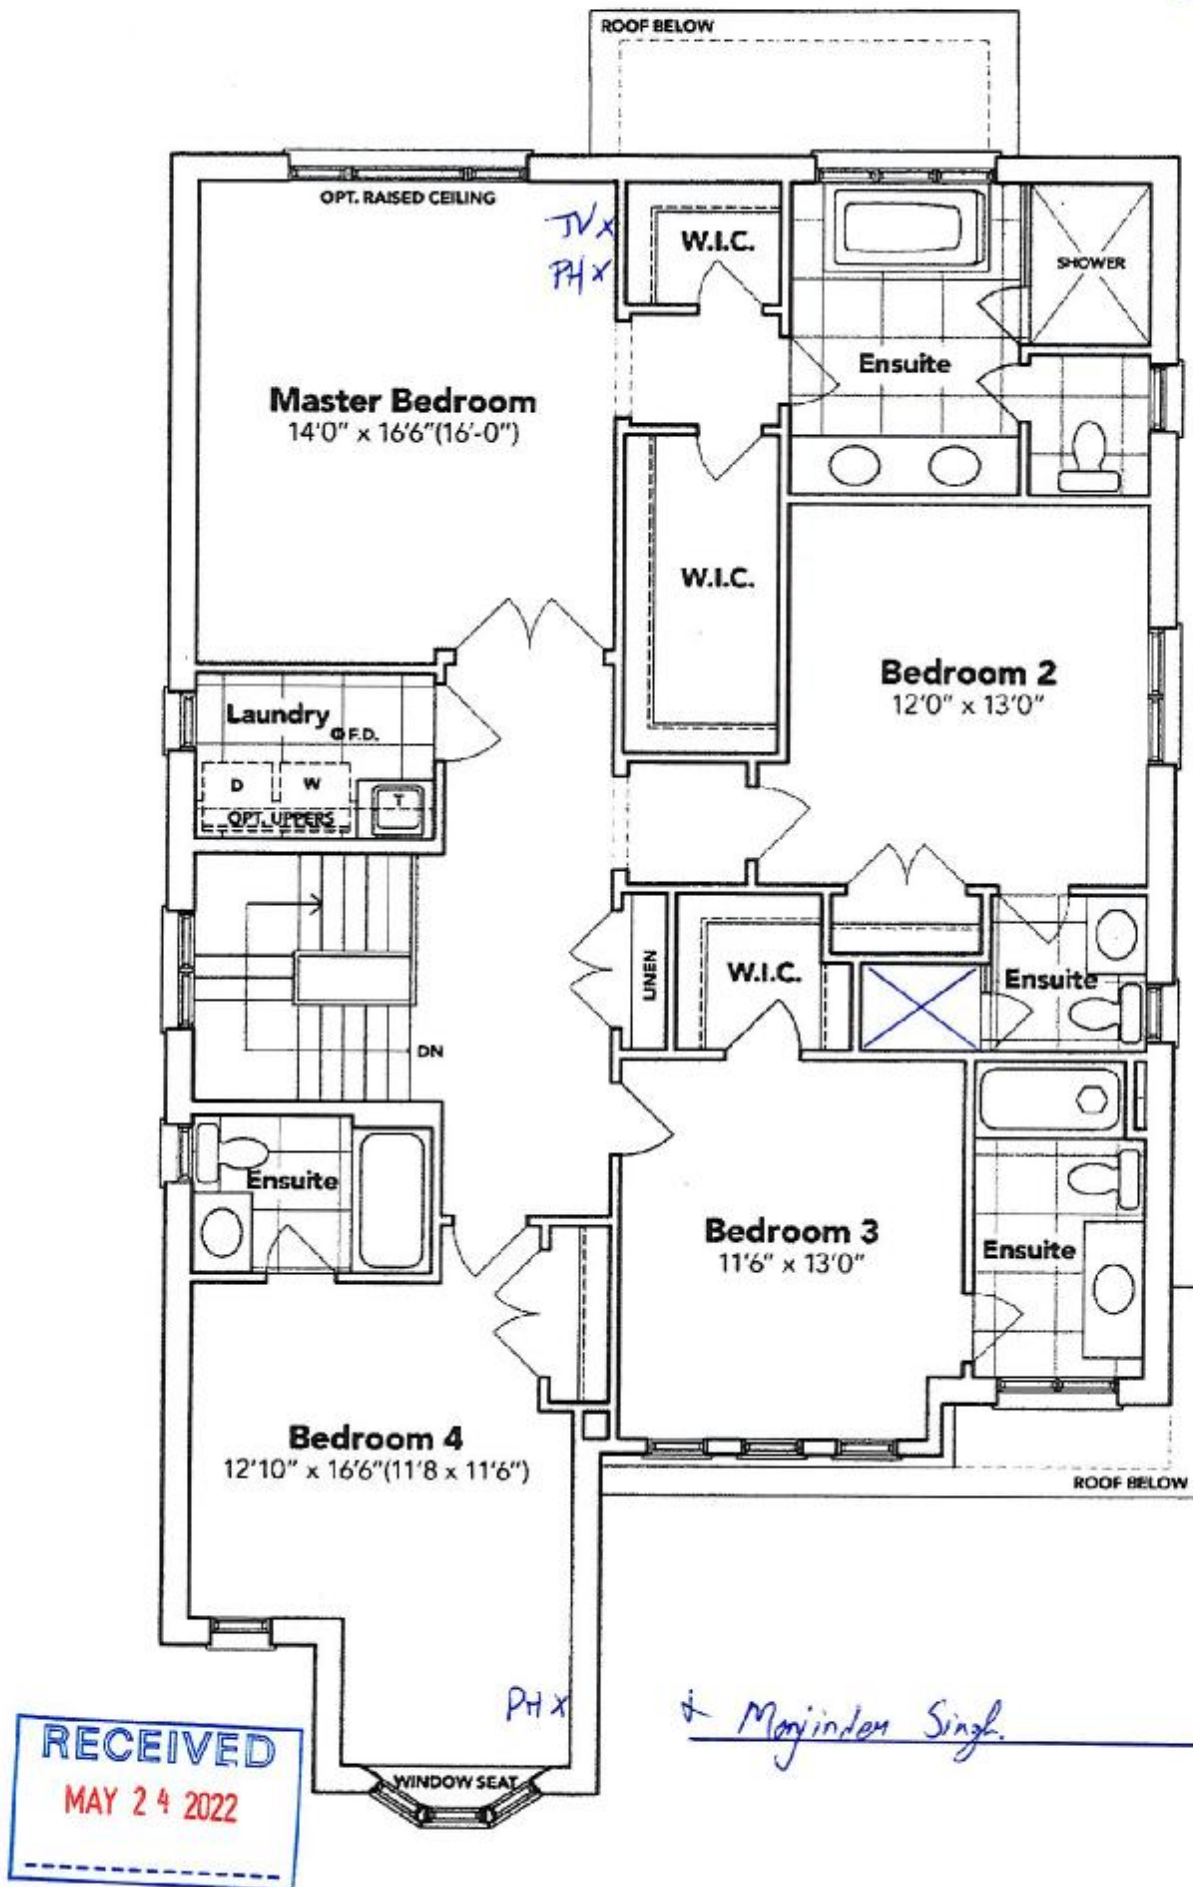 ROOF BELOW
OPT. RAISED CEILING
TV X
PH X
W.I.C.
SHOWER
Ensuite
Master Bedroom
14'0" x 16'6"(16'-0")
W.I.C.
Bedroom 2
12'0" x 13'0"
Laundry
F.D.
D
W
T
OPT. UPPERS
LINEN
W.I.C.
Ensuite
DN
Ensuite
Bedroom 3
11'6" x 13'0"
Ensuite
Bedroom 4
12'10" x 16'6"(11'8 x 11'6")
ROOF BELOW
PH X
Manjinder Singh.
WINDOW SEAT
RECEIVED
MAY 24 2022